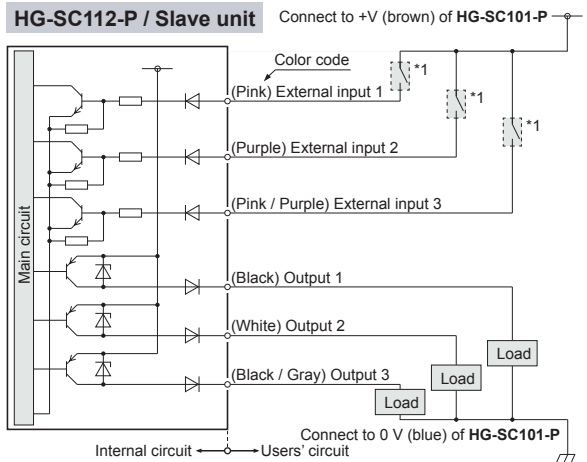 HG-SC112-P / Slave unit
Connect to +V (brown) of HG-SC101-P
Color code
(Pink) External input 1
*1
(Purple) External input 2
*1
(Pink / Purple) External input 3
*1
Main circuit
(Black) Output 1
(White) Output 2
(Black / Gray) Output 3
Load
Load
Load
Connect to 0 V (blue) of HG-SC101-P
Internal circuit
Users' circuit